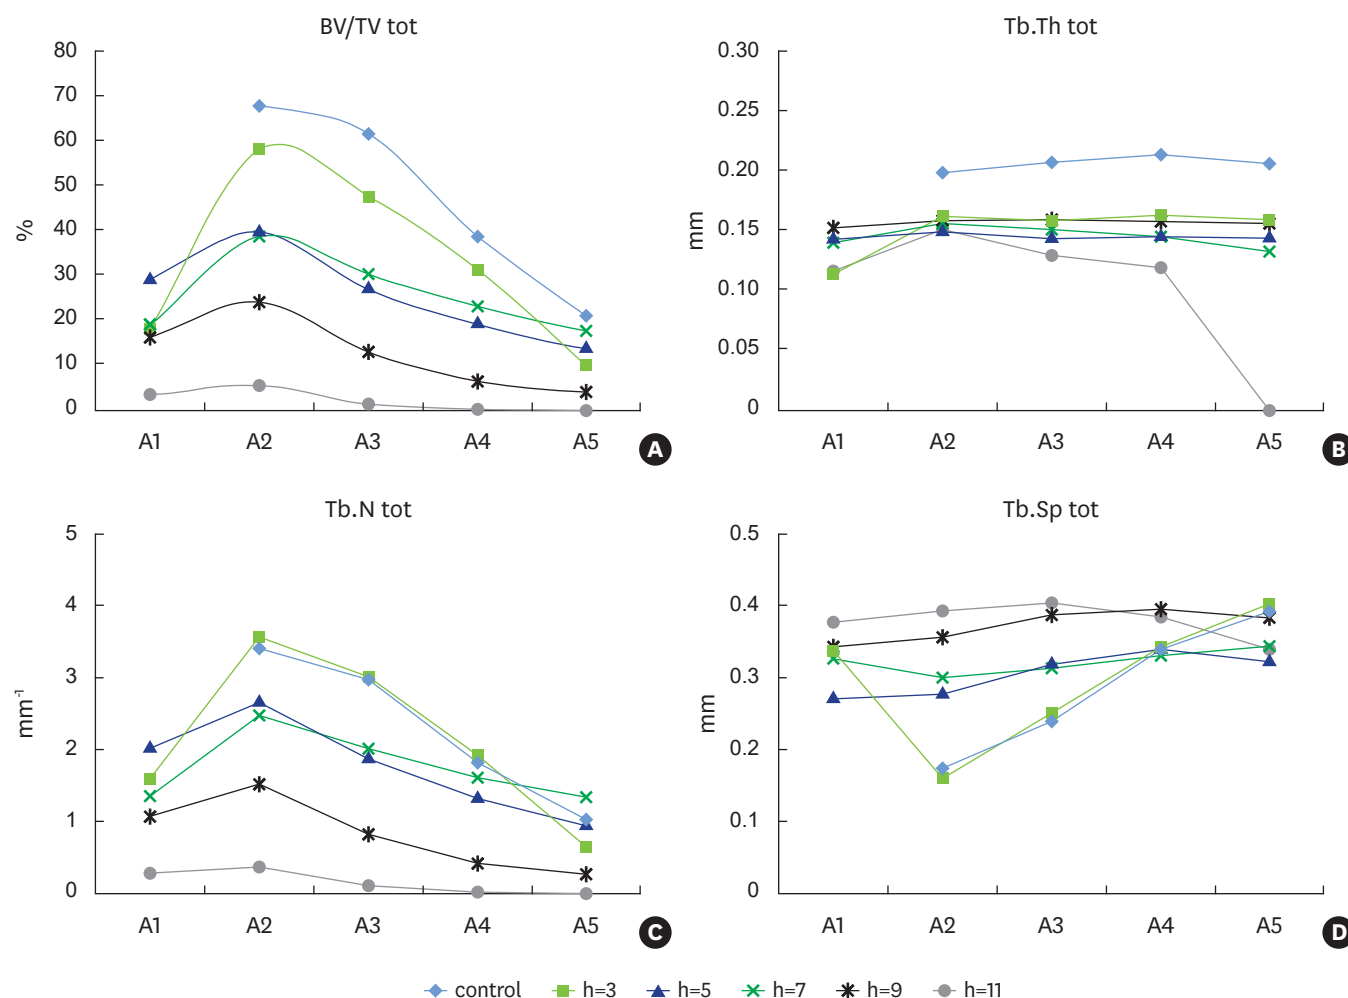 BV/TV tot
80
70
60
50
40
30
20
10
0
%
A1 A2 A3 A4 A5
A
Tb.Th tot
0.30
0.25
0.20
0.15
0.10
0.05
0
mm
A1 A2 A3 A4 A5
B
Tb.N tot
5
4
3
2
1
0
mm⁻¹
A1 A2 A3 A4 A5
C
Tb.Sp tot
0.5
0.4
0.3
0.2
0.1
0
mm
A1 A2 A3 A4 A5
D
control h=3 h=5 h=7 h=9 h=11